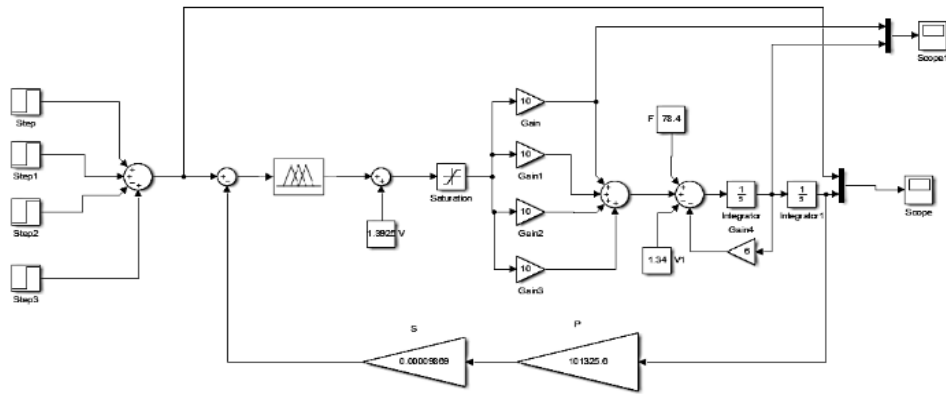 Step
Step1
Step2
Step3
1.3925 V
Saturation
10
Gain
10
Gain1
10
Gain2
10
Gain3
F
78.4
1.34
V1
1
s
Integrator
1
s
Integrator1
Gain4
6
Scope1
Scope
S
0.00009869
P
101325.6